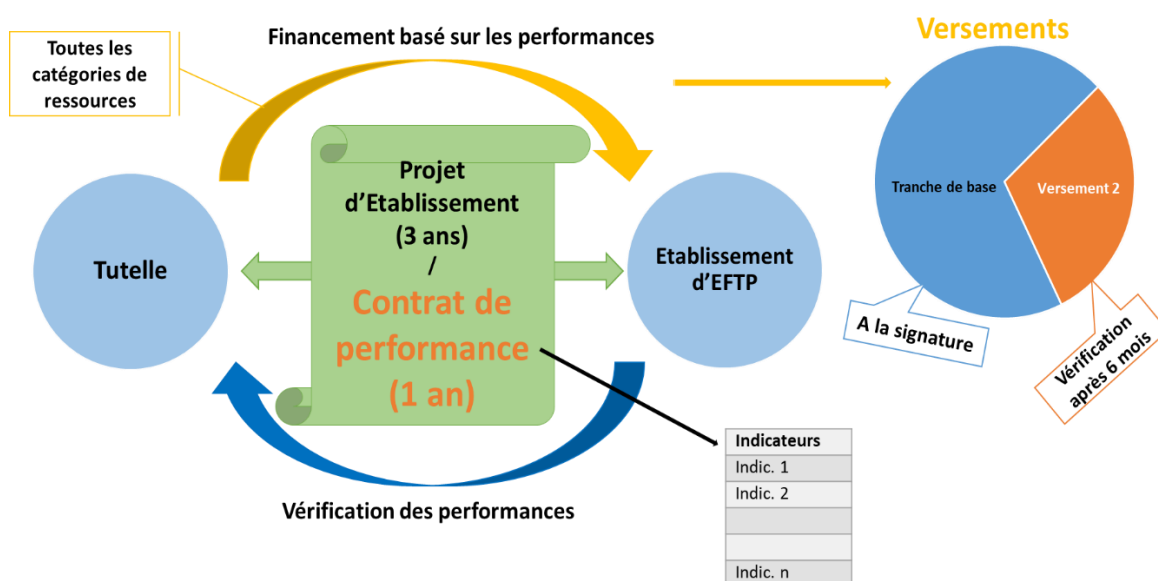 Financement basé sur les performances
Versements
Toutes les
catégories de
ressources
Projet
d'Etablissement
(3 ans)
/
Contrat de
performance
(1 an)
Tutelle
Etablissement
d'EFTP
Tranche de base
Versement 2
A la signature
Vérification
après 6 mois
Vérification des performances
Indicateurs
Indic. 1
Indic. 2
Indic. n